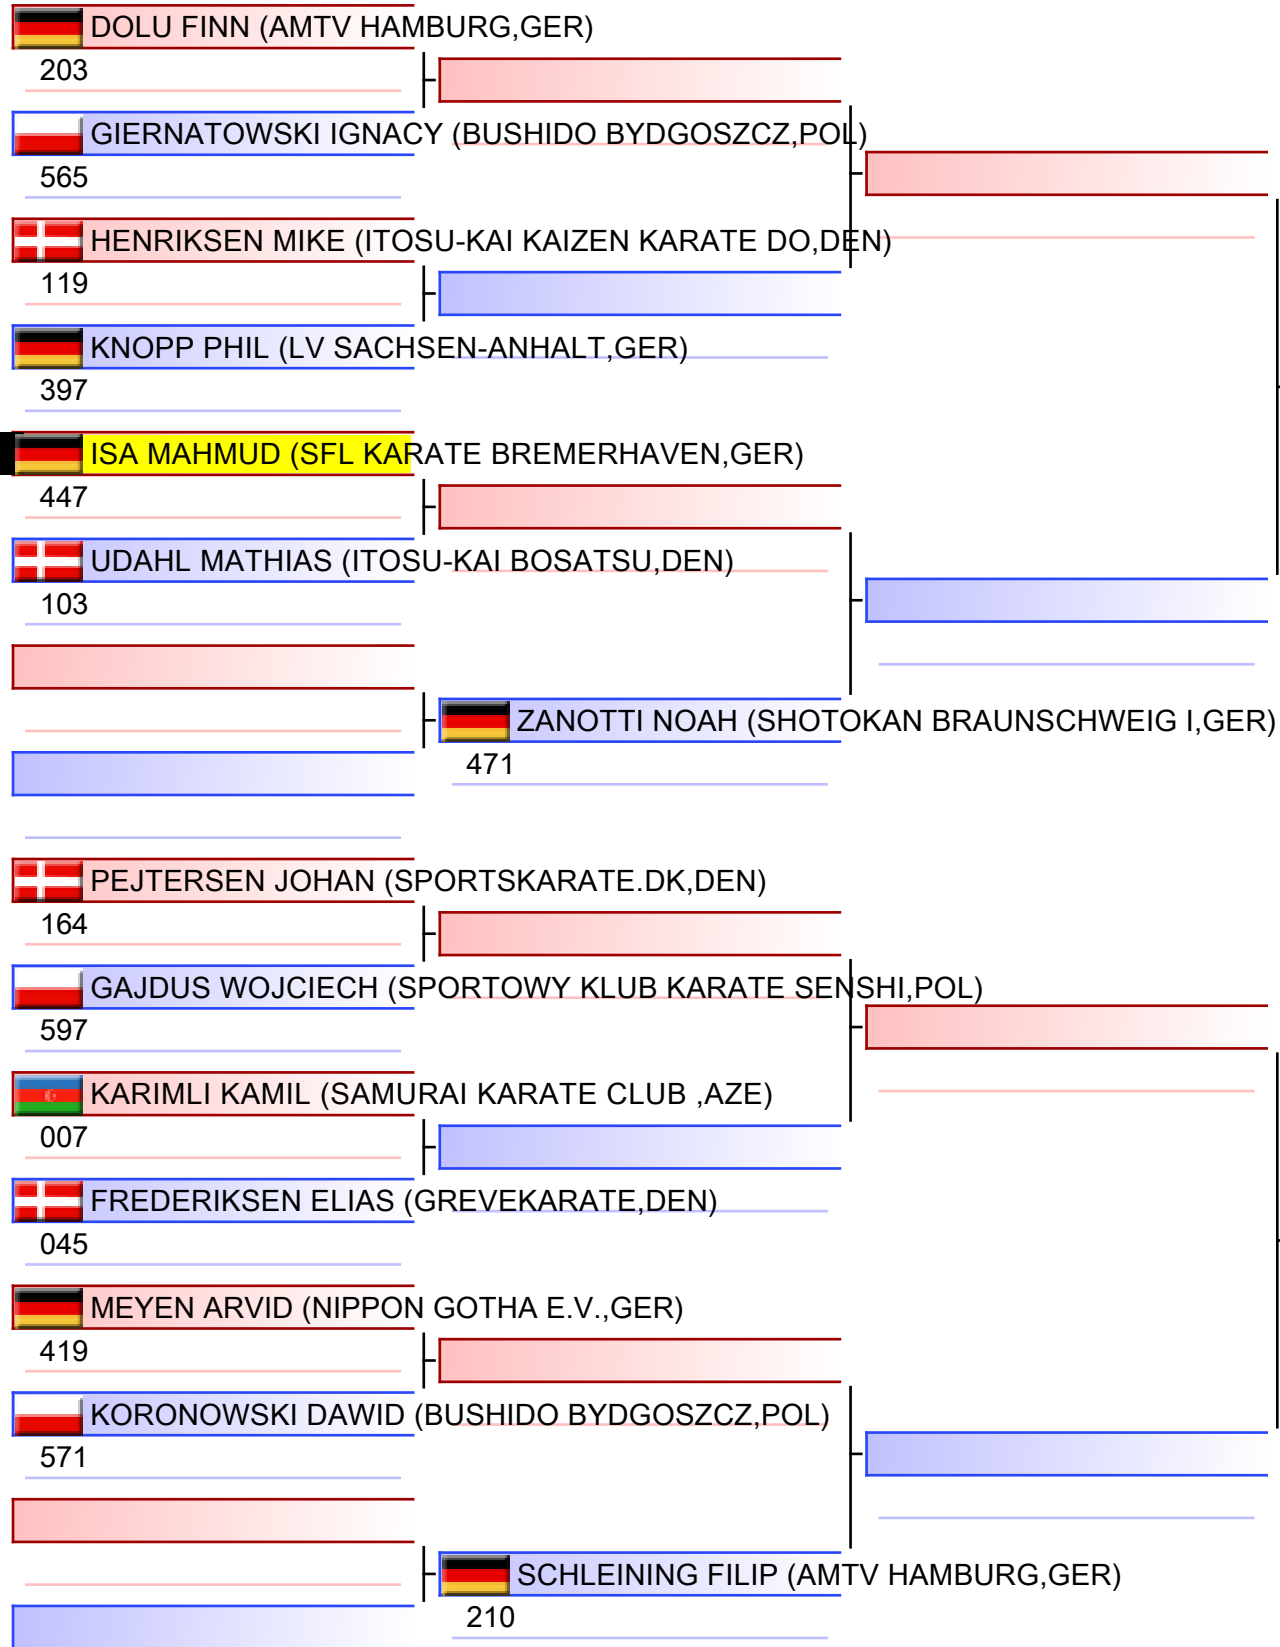 DOLU FINN (AMTV HAMBURG,GER)
203
GIERNATOWSKI IGNACY (BUSHIDO BYDGOSZCZ,POL)
565
HENRIKSEN MIKE (ITOSU-KAI KAIZEN KARATE DO,DEN)
119
KNOPP PHIL (LV SACHSEN-ANHALT,GER)
397
ISA MAHMUD (SFL KARATE BREMERHAVEN,GER)
447
UDAHL MATHIAS (ITOSU-KAI BOSATSU,DEN)
103
ZANOTTI NOAH (SHOTOKAN BRAUNSCHWEIG I,GER)
471
PEJTERSEN JOHAN (SPORTSKARATE.DK,DEN)
164
GAJDUS WOJCIECH (SPORTOWY KLUB KARATE SENSHI,POL)
597
KARIMLI KAMIL (SAMURAI KARATE CLUB ,AZE)
007
FREDERIKSEN ELIAS (GREVEKARATE,DEN)
045
MEYEN ARVID (NIPPON GOTHA E.V.,GER)
419
KORONOWSKI DAWID (BUSHIDO BYDGOSZCZ,POL)
571
SCHLEINING FILIP (AMTV HAMBURG,GER)
210